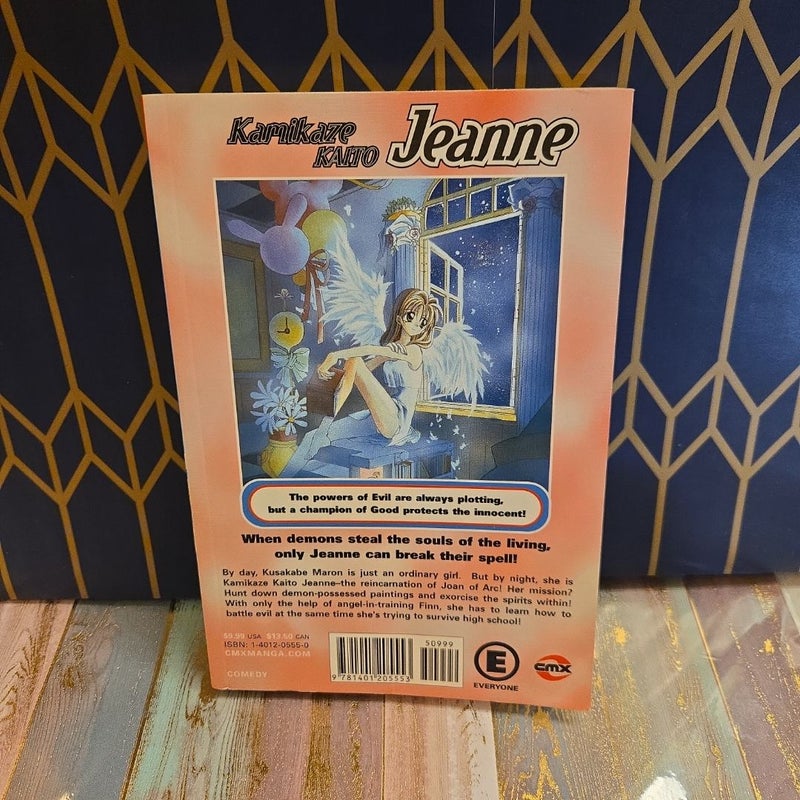 Kamikaze
KAITO Jeanne
The powers of Evil are always plotting,
but a champion of Good protects the innocent!
When demons steal the souls of the living,
only Jeanne can break their spell!
By day, Kusakabe Maron is just an ordinary girl. But by night, she is
Kamikaze Kaito Jeanne–the reincarnation of Joan of Arc! Her mission?
Hunt down demon-possessed paintings and exorcise the spirits within!
With only the help of angel-in-training Finn, she has to learn how to
battle evil at the same time she's trying to survive high school!
$9.99 USA $13.50 CAN
ISBN: 1-4012-0555-0
CMXMANGA.COM
COMEDY
50999
9 781401 205553
E
EVERYONE
CMX